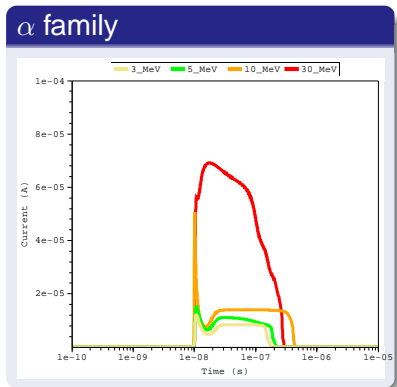 α family
3_MeV 5_MeV 10_MeV 30_MeV
1e-04
8e-05
6e-05
4e-05
2e-05
Current (A)
1e-10 1e-09 1e-08 1e-07 1e-06 1e-05
Time (s)